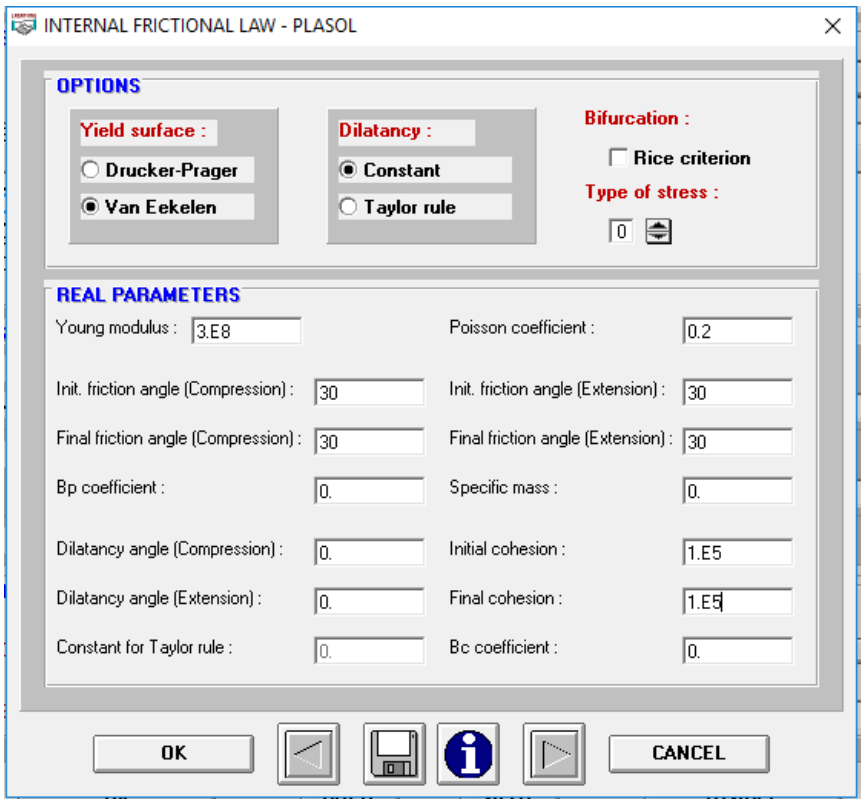 INTERNAL FRICTIONAL LAW - PLASOL
OPTIONS
Yield surface :
Drucker-Prager
Van Eekelen
Dilatancy :
Constant
Taylor rule
Bifurcation :
Rice criterion
Type of stress :
0
REAL PARAMETERS
Young modulus : 3.E8 Poisson coefficient : 0.2
Init. friction angle (Compression) : 30 Init. friction angle (Extension) : 30
Final friction angle (Compression) : 30 Final friction angle (Extension) : 30
Bp coefficient : 0. Specific mass : 0.
Dilatancy angle (Compression) : 0. Initial cohesion : 1.E5
Dilatancy angle (Extension) : 0. Final cohesion : 1.E5
Constant for Taylor rule : 0. Bc coefficient : 0.
OK CANCEL